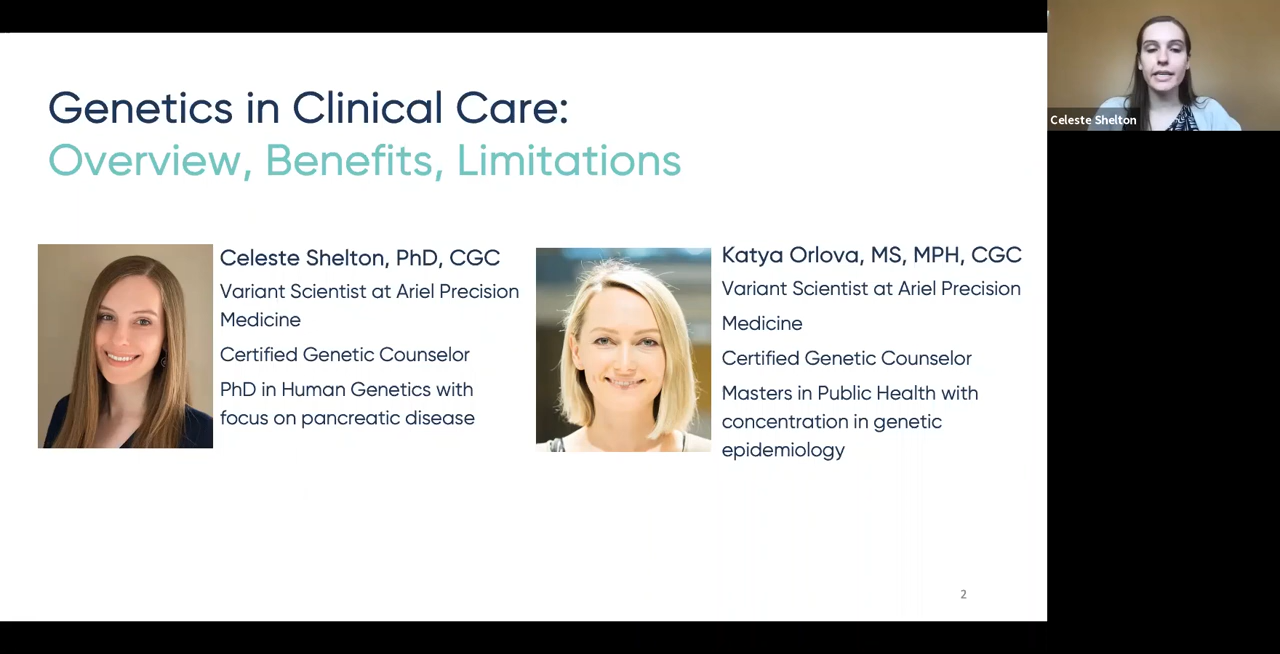 Genetics in Clinical Care:
Overview, Benefits, Limitations
Celeste Shelton, PhD, CGC
Variant Scientist at Ariel Precision
Medicine
Certified Genetic Counselor
PhD in Human Genetics with
focus on pancreatic disease
Katya Orlova, MS, MPH, CGC
Variant Scientist at Ariel Precision
Medicine
Certified Genetic Counselor
Masters in Public Health with
concentration in genetic
epidemiology
2
Celeste Shelton